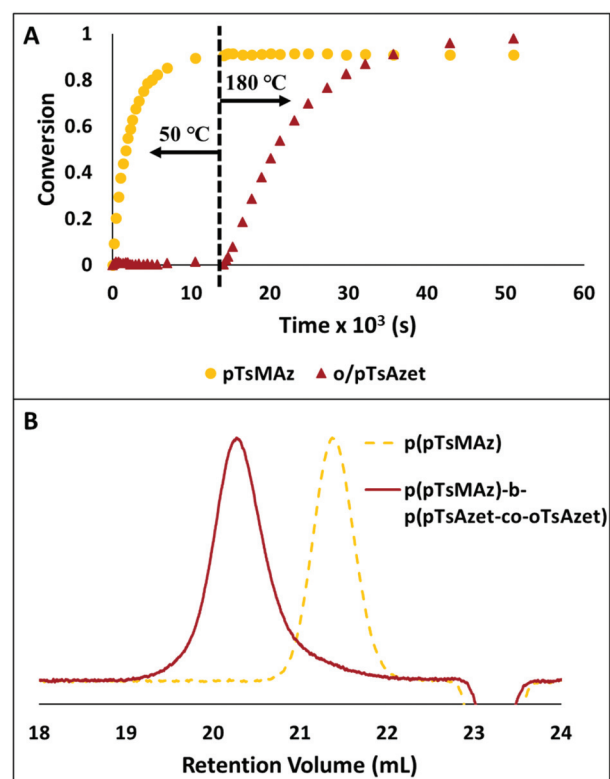 A
Conversion
1
0.8
0.6
0.4
0.2
0
180 °C
50 °C
0
10
20
30
40
50
60
Time x 10³ (s)
pTsMAz
o/pTsAzet
B
p(pTsMAz)
p(pTsMAz)-b-
p(pTsAzet-co-oTsAzet)
18
19
20
21
22
23
24
Retention Volume (mL)